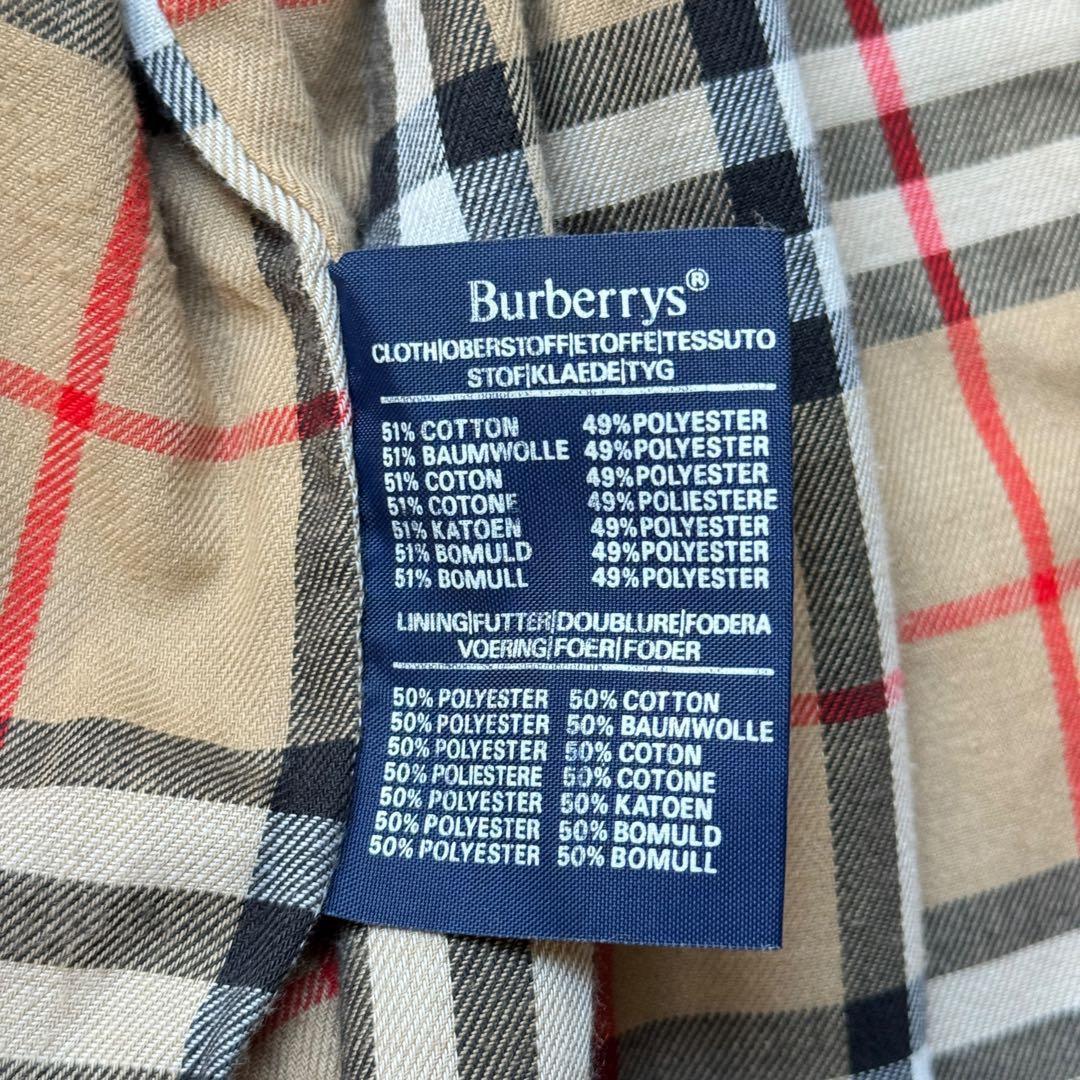 Burberrys®
CLOTH|OBERSTOFF|ETOFFE|TESSUTO
STOF|KLAEDE|TYG
51% COTTON 49% POLYESTER
51% BAUMWOLLE 49% POLYESTER
51% COTON 49% POLYESTER
51% COTONE 49% POLIESTERE
51% KATOEN 49% POLYESTER
51% BOMULD 49% POLYESTER
51% BOMULL 49% POLYESTER
LINING|FUTTER|DOUBLURE|FODERA
VOERING|FOER|FODER
50% POLYESTER 50% COTTON
50% POLYESTER 50% BAUMWOLLE
50% POLYESTER 50% COTON
50% POLIESTERE 50% COTONE
50% POLYESTER 50% KATOEN
50% POLYESTER 50% BOMULD
50% POLYESTER 50% BOMULL